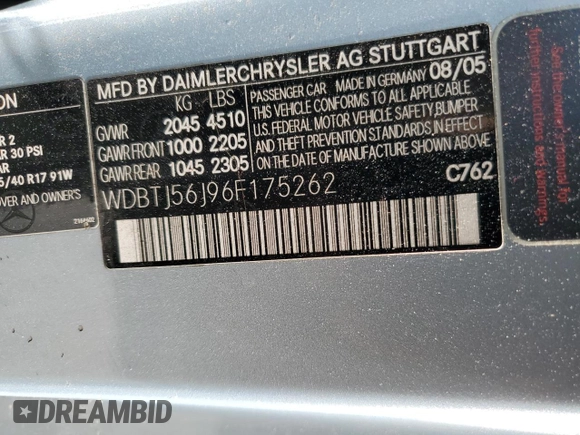 ON
R 2
R 30 PSI
AR
5/40 R17 91W
OVER AND OWNER'S
MFD BY DAIMLERCHRYSLER AG STUTTGART
KG LBS
GVWR 2045 4510
GAWR FRONT 1000 2205
GAWR REAR 1045 2305
PASSENGER CAR MADE IN GERMANY 08/05
THIS VEHICLE CONFORMS TO ALL APPLICABLE
U.S. FEDERAL MOTOR VEHICLE SAFETY, BUMPER
AND THEFT PREVENTION STANDARDS, IN EFFECT
ON THE DATE OF MANUFACTURE SHOWN ABOVE
WDBTJ56J96F175262
C762
DREAMBID